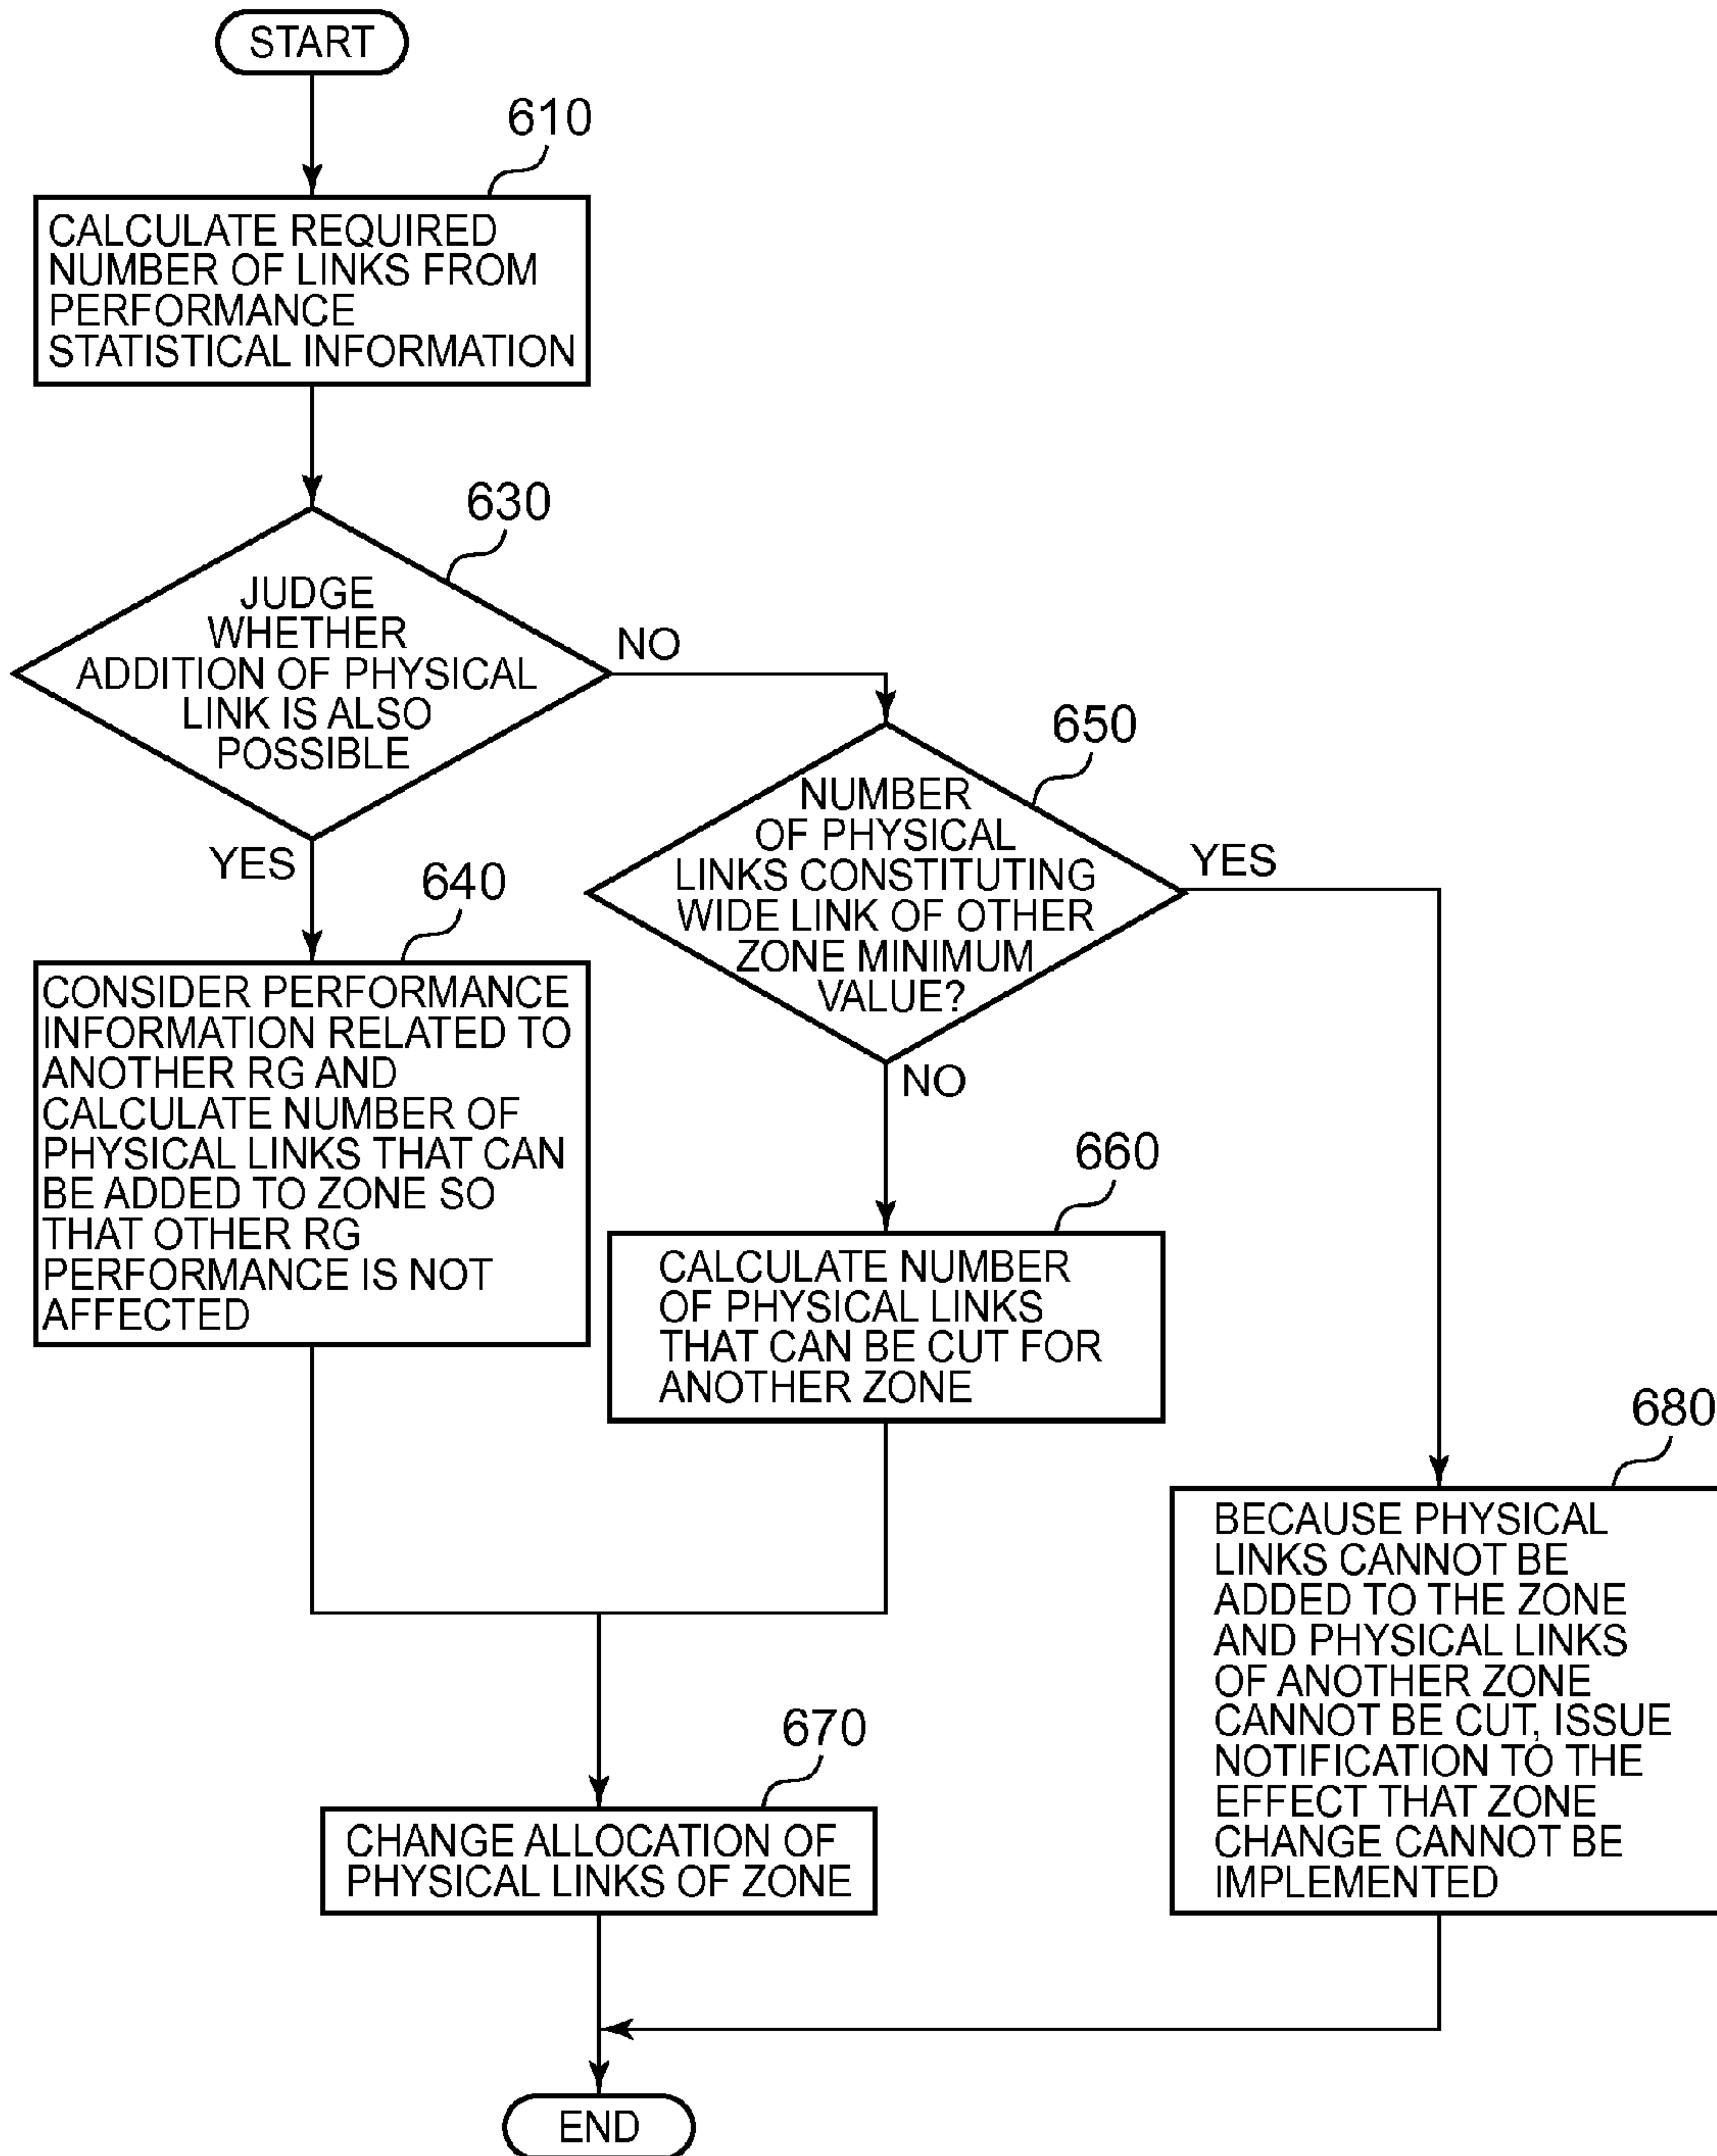 START
610
CALCULATE REQUIRED
NUMBER OF LINKS FROM
PERFORMANCE
STATISTICAL INFORMATION
630
JUDGE
WHETHER
ADDITION OF PHYSICAL
LINK IS ALSO
POSSIBLE
NO
YES
650
NUMBER
OF PHYSICAL
LINKS CONSTITUTING
WIDE LINK OF OTHER
ZONE MINIMUM
VALUE?
YES
NO
640
CONSIDER PERFORMANCE
INFORMATION RELATED TO
ANOTHER RG AND
CALCULATE NUMBER OF
PHYSICAL LINKS THAT CAN
BE ADDED TO ZONE SO
THAT OTHER RG
PERFORMANCE IS NOT
AFFECTED
660
CALCULATE NUMBER
OF PHYSICAL LINKS
THAT CAN BE CUT FOR
ANOTHER ZONE
680
BECAUSE PHYSICAL
LINKS CANNOT BE
ADDED TO THE ZONE
AND PHYSICAL LINKS
OF ANOTHER ZONE
CANNOT BE CUT, ISSUE
NOTIFICATION TO THE
EFFECT THAT ZONE
CHANGE CANNOT BE
IMPLEMENTED
670
CHANGE ALLOCATION OF
PHYSICAL LINKS OF ZONE
END